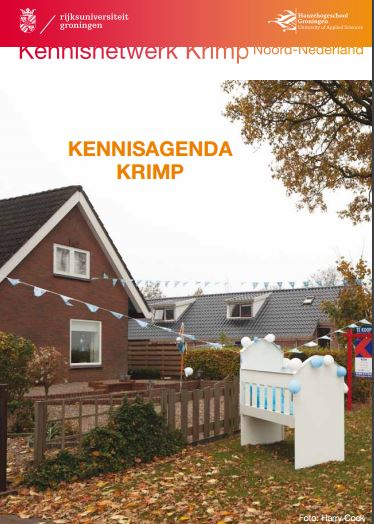 rijksuniversiteit
groningen
Hanzehogeschool
Groningen
University of Applied Sciences
Kennisnetwerk Krimp Noord-Nederland
KENNISAGENDA
KRIMP
TE KOOP
Foto: Harry Cock